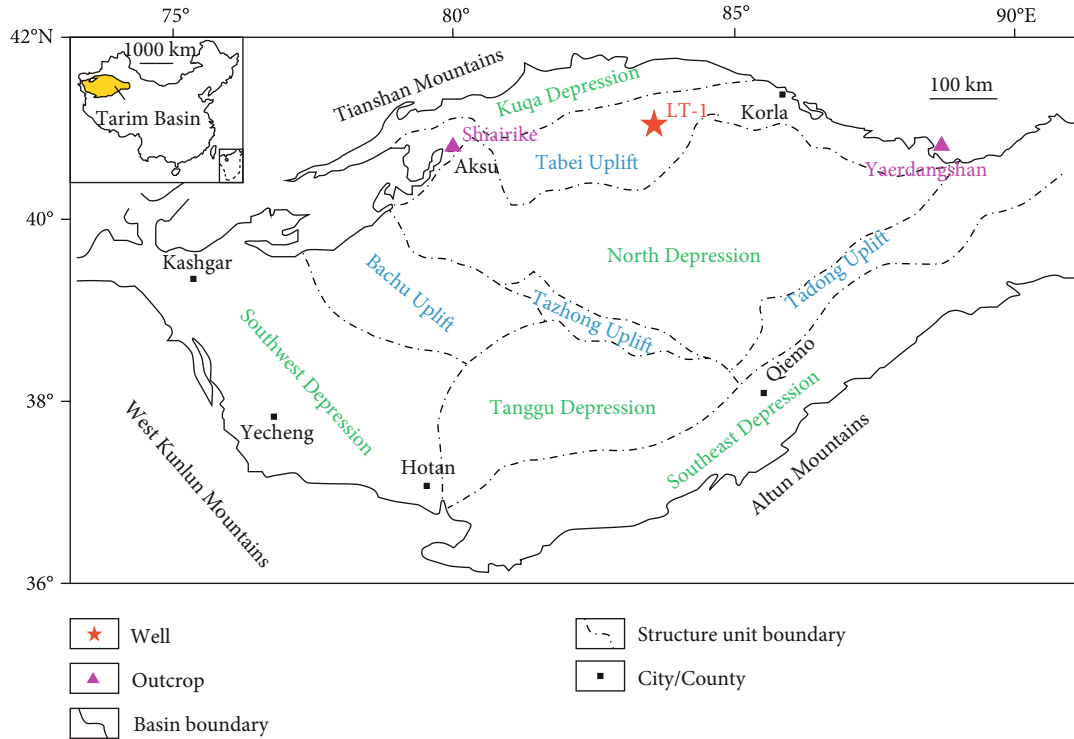 75°
80°
85°
90°E
42°N
40°
38°
36°
1000 km
Tarim Basin
100 km
Tianshan Mountains
Kuqa Depression
LT-1
Korla
Shiairike
Aksu
Tabei Uplift
Yaerdangshan
Kashgar
North Depression
Bachu Uplift
Tazhong Uplift
Tadong Uplift
Southwest Depression
Qiemo
Tanggu Depression
Yecheng
Hotan
Southeast Depression
West Kunlun Mountains
Altun Mountains
Well
Outcrop
Basin boundary
Structure unit boundary
City/County